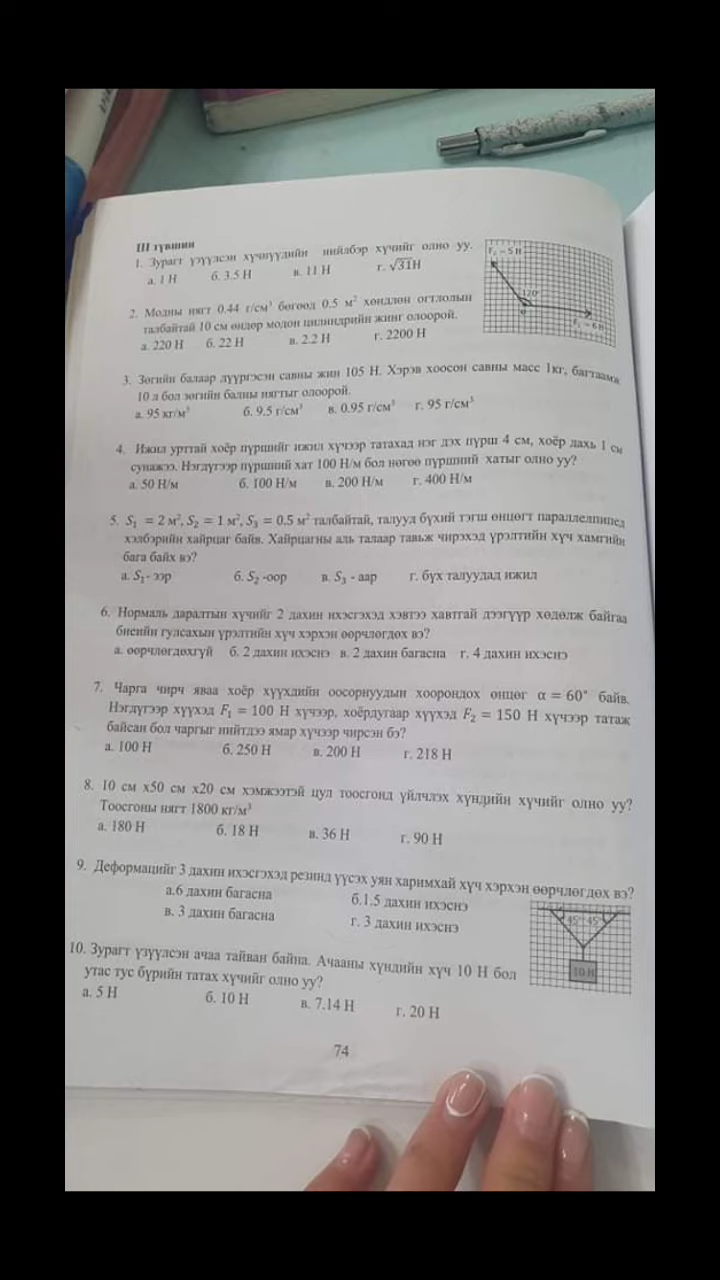 III түвшин
1. Зурагт үзүүлсэн хүчнүүдийн нийлбэр хүчийг олно уу.
а. 1 Н б. 3.5 Н в. 11 Н г. √31Н
F₂ = 5 Н
120°
F₁ = 6 Н
2. Модны нягт 0.44 г/см³ бөгөөд 0.5 м² хөндлөн огтлолын
талбайтай 10 см өндөр модон цилиндрийн жинг олоорой.
а. 220 Н б. 22 Н в. 2.2 Н г. 2200 Н
3. Зөгийн балаар дүүргэсэн савны жин 105 Н. Хэрэв хоосон савны масс 1кг, багтаамж
10 л бол зөгийн балны нягтыг олоорой.
а. 95 кг/м³ б. 9.5 г/см³ в. 0.95 г/см³ г. 95 г/см³
4. Ижил урттай хоёр пүршийг ижил хүчээр татахад нэг дэх пүрш 4 см, хоёр дахь 1 см
сунажээ. Нэгдүгээр пүршний хат 100 Н/м бол нөгөө пүршний хатыг олно уу?
а. 50 Н/м б. 100 Н/м в. 200 Н/м г. 400 Н/м
5. S₁ = 2 м², S₂ = 1 м², S₃ = 0.5 м² талбайтай, талууд бүхий тэгш өнцөгт параллелпипед
хэлбэрийн хайрцаг байв. Хайрцагны аль талаар тавьж чирэхэд үрэлтийн хүч хамгийн
бага байх вэ?
а. S₁- ээр б. S₂ -оор в. S₃ - аар г. бүх талуудад ижил
6. Нормаль даралтын хүчийг 2 дахин ихэсгэхэд хэвтээ хавтгай дээгүүр хөдөлж байгаа
биеийн гулсахын үрэлтийн хүч хэрхэн өөрчлөгдөх вэ?
а. өөрчлөгдөхгүй б. 2 дахин ихэснэ в. 2 дахин багасна г. 4 дахин ихэснэ
7. Чарга чирч яваа хоёр хүүхдийн оосорнуудын хоорондох өнцөг α = 60° байв.
Нэгдүгээр хүүхэд F₁ = 100 Н хүчээр, хоёрдугаар хүүхэд F₂ = 150 Н хүчээр татаж
байсан бол чаргыг нийтдээ ямар хүчээр чирсэн бэ?
а. 100 Н б. 250 Н в. 200 Н г. 218 Н
8. 10 см х50 см х20 см хэмжээтэй цул тоосгонд үйлчлэх хүндийн хүчийг олно уу?
Тоосгоны нягт 1800 кг/м³
а. 180 Н б. 18 Н в. 36 Н г. 90 Н
9. Деформацийг 3 дахин ихэсгэхэд резинд үүсэх уян харимхай хүч хэрхэн өөрчлөгдөх вэ?
а.6 дахин багасна б.1.5 дахин ихэснэ
в. 3 дахин багасна г. 3 дахин ихэснэ
45° 45°
10 Н
10. Зурагт үзүүлсэн ачаа тайван байна. Ачааны хүндийн хүч 10 Н бол
утас тус бүрийн татах хүчийг олно уу?
а. 5 Н б. 10 Н в. 7.14 Н г. 20 Н
74